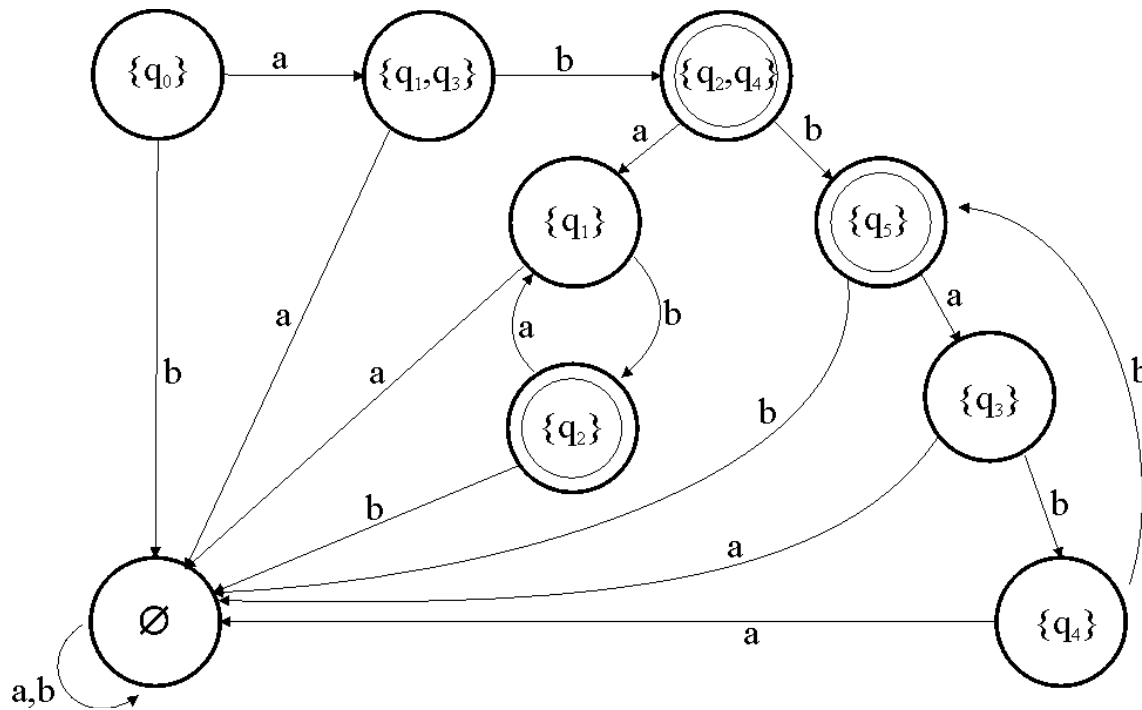 {q₀}
a
{q₁,q₃}
b
{q₂,q₄}
a
b
{q₁}
{q₅}
a
a
b
b
a
a
b
{q₃}
b
{q₂}
b
b
a
b
∅
a
{q₄}
a,b